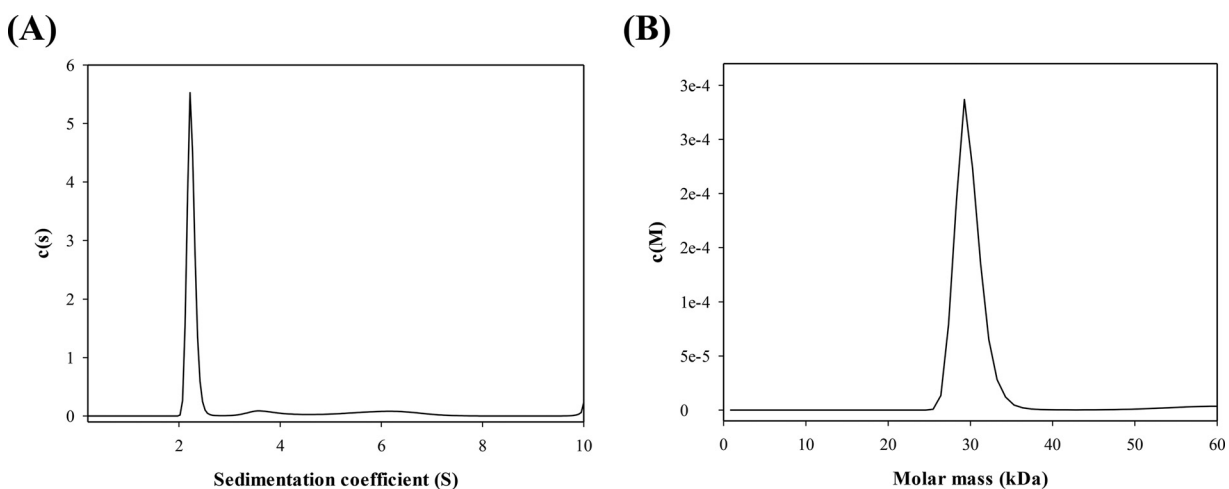 (A)
6
5
4
3
2
1
0
c(s)
2 4 6 8 10
Sedimentation coefficient (S)
(B)
3e-4
3e-4
2e-4
2e-4
1e-4
5e-5
0
c(M)
0 10 20 30 40 50 60
Molar mass (kDa)